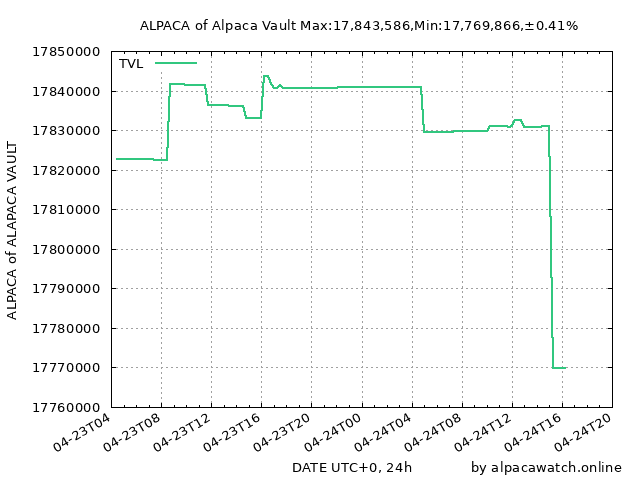 ALPACA of Alpaca Vault Max:17,843,586,Min:17,769,866,±0.41%
TVL
17850000
17840000
17830000
17820000
17810000
17800000
17790000
17780000
17770000
17760000
ALPACA of ALAPACA VAULT
04-23T04
04-23T08
04-23T12
04-23T16
04-23T20
04-24T00
04-24T04
04-24T08
04-24T12
04-24T16
04-24T20
DATE UTC+0, 24h
by alpacawatch.online